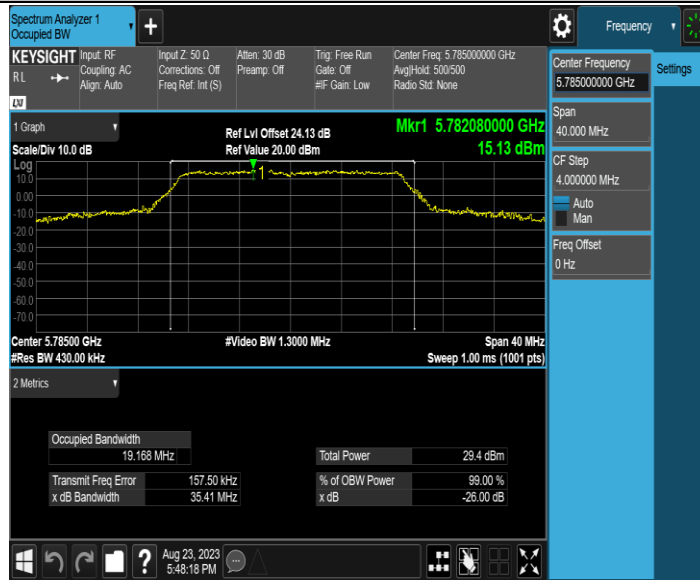 Spectrum Analyzer 1
Occupied BW
+
Frequency
KEYSIGHT
R L
LXI
Input: RF
Coupling: AC
Align: Auto
Input Z: 50 Ω
Corrections: Off
Freq Ref: Int (S)
Atten: 30 dB
Preamp: Off
Trig: Free Run
Gate: Off
#IF Gain: Low
Center Freq: 5.785000000 GHz
Avg|Hold: 500/500
Radio Std: None
Center Frequency
5.785000000 GHz
Settings
Span
40.000 MHz
CF Step
4.000000 MHz
Auto
Man
Freq Offset
0 Hz
1 Graph
Ref Lvl Offset 24.13 dB
Mkr1 5.782080000 GHz
Scale/Div 10.0 dB
Ref Value 20.00 dBm
15.13 dBm
Log
10.0
0.00
-10.0
-20.0
-30.0
-40.0
-50.0
-60.0
-70.0
1
Center 5.78500 GHz
#Video BW 1.3000 MHz
Span 40 MHz
#Res BW 430.00 kHz
Sweep 1.00 ms (1001 pts)
2 Metrics
Occupied Bandwidth
19.168 MHz
Total Power 29.4 dBm
Transmit Freq Error 157.50 kHz
% of OBW Power 99.00 %
x dB Bandwidth 35.41 MHz
x dB -26.00 dB
?
Aug 23, 2023
5:48:18 PM